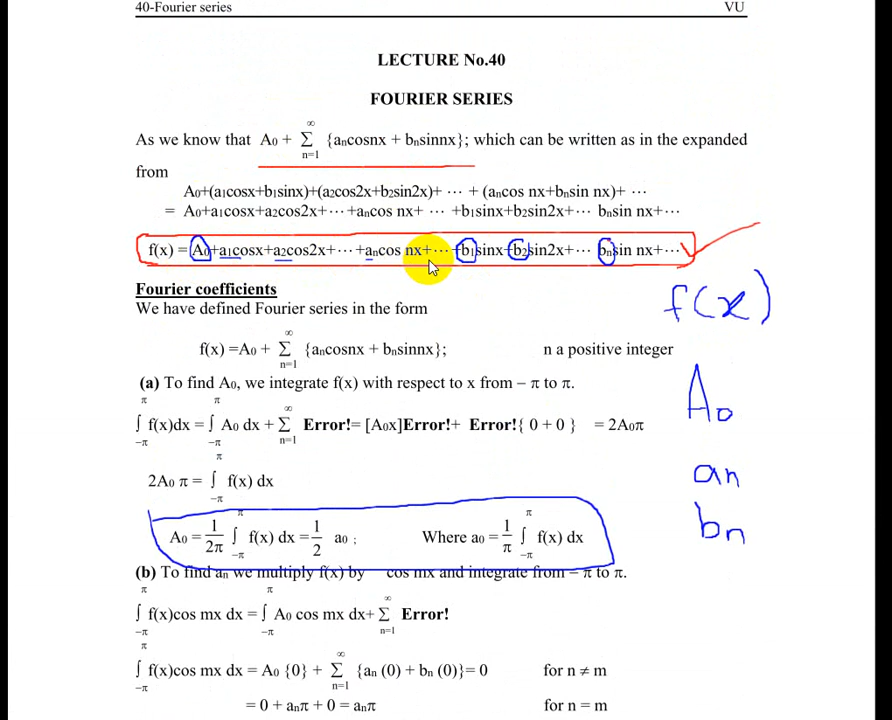 40-Fourier series VU
LECTURE No.40
FOURIER SERIES
As we know that A0 + ∞ ∑ n=1 {ancosnx + bnsinnx}; which can be written as in the expanded
from
A0+(a1cosx+b1sinx)+(a2cos2x+b2sin2x)+ ··· + (ancos nx+bnsin nx)+ ···
= A0+a1cosx+a2cos2x+···+ancos nx+ ··· +b1sinx+b2sin2x+··· bnsin nx+···
f(x) = A0+a1cosx+a2cos2x+···+ancos nx+··· +b1sinx+b2sin2x+··· bnsin nx+···
Fourier coefficients
We have defined Fourier series in the form
f(x)
f(x) =A0 + ∞ ∑ n=1 {ancosnx + bnsinnx}; n a positive integer
(a) To find A0, we integrate f(x) with respect to x from – π to π.
A0
π ∫ −π f(x)dx = π ∫ −π A0 dx + ∞ ∑ n=1 Error!= [A0x]Error!+ Error!{ 0 + 0 } = 2A0π
2A0 π = π ∫ −π f(x) dx
an
A0 = 1/2π π ∫ −π f(x) dx = 1/2 a0 ; Where a0 = 1/π π ∫ −π f(x) dx
bn
(b) To find an we multiply f(x) by cos mx and integrate from – π to π.
π ∫ −π f(x)cos mx dx = π ∫ −π A0 cos mx dx+ ∞ ∑ n=1 Error!
π ∫ −π f(x)cos mx dx = A0 {0} + ∞ ∑ n=1 {an (0) + bn (0)}= 0 for n ≠ m
= 0 + anπ + 0 = anπ for n = m